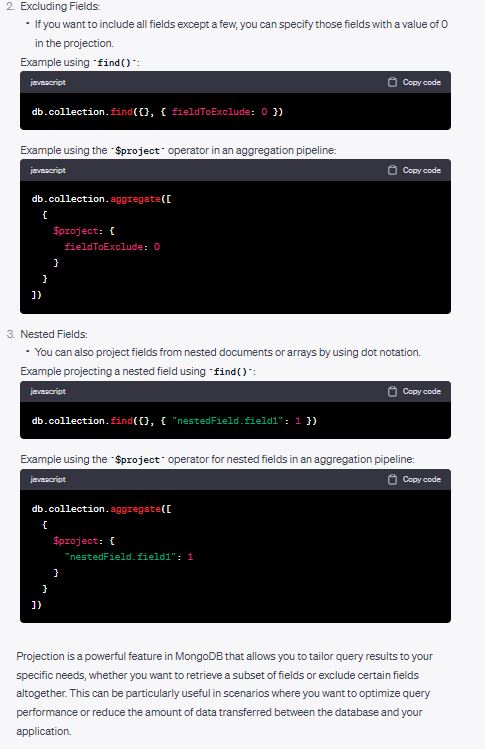 2. Excluding Fields:
• If you want to include all fields except a few, you can specify those fields with a value of 0
in the projection.
Example using `find()`:
javascript Copy code
db.collection.find({}, { fieldToExclude: 0 })
Example using the `$project` operator in an aggregation pipeline:
javascript Copy code
db.collection.aggregate([
  {
    $project: {
      fieldToExclude: 0
    }
  }
])
3. Nested Fields:
• You can also project fields from nested documents or arrays by using dot notation.
Example projecting a nested field using `find()`:
javascript Copy code
db.collection.find({}, { "nestedField.field1": 1 })
Example using the `$project` operator for nested fields in an aggregation pipeline:
javascript Copy code
db.collection.aggregate([
  {
    $project: {
      "nestedField.field1": 1
    }
  }
])
Projection is a powerful feature in MongoDB that allows you to tailor query results to your
specific needs, whether you want to retrieve a subset of fields or exclude certain fields
altogether. This can be particularly useful in scenarios where you want to optimize query
performance or reduce the amount of data transferred between the database and your
application.